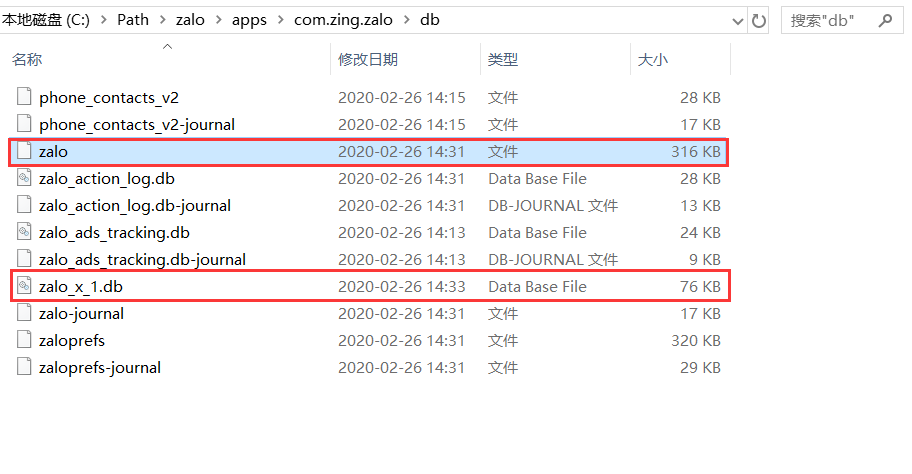 本地磁盘 (C:) > Path > zalo > apps > com.zing.zalo > db 搜索"db"
名称 修改日期 类型 大小
phone_contacts_v2 2020-02-26 14:15 文件 28 KB
phone_contacts_v2-journal 2020-02-26 14:15 文件 17 KB
zalo 2020-02-26 14:31 文件 316 KB
zalo_action_log.db 2020-02-26 14:31 Data Base File 28 KB
zalo_action_log.db-journal 2020-02-26 14:31 DB-JOURNAL 文件 13 KB
zalo_ads_tracking.db 2020-02-26 14:13 Data Base File 24 KB
zalo_ads_tracking.db-journal 2020-02-26 14:13 DB-JOURNAL 文件 9 KB
zalo_x_1.db 2020-02-26 14:33 Data Base File 76 KB
zalo-journal 2020-02-26 14:31 文件 17 KB
zaloprefs 2020-02-26 14:31 文件 320 KB
zaloprefs-journal 2020-02-26 14:31 文件 29 KB